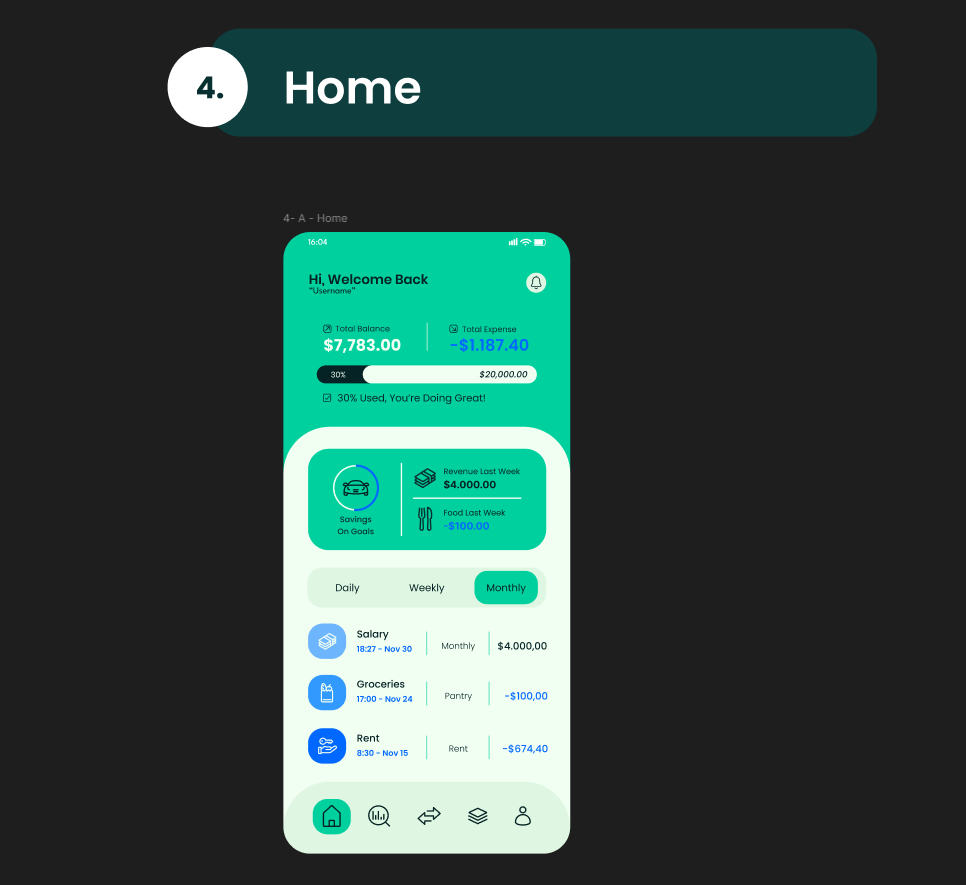 4.
Home
4- A - Home
16:04
Hi, Welcome Back
"Username"
Total Balance
$7,783.00
Total Expense
-$1.187.40
30%
$20,000.00
30% Used, You're Doing Great!
Savings
On Goals
Revenue Last Week
$4.000.00
Food Last Week
-$100.00
Daily
Weekly
Monthly
Salary
18:27 - Nov 30
Monthly
$4.000,00
Groceries
17:00 - Nov 24
Pantry
-$100,00
Rent
8:30 - Nov 15
Rent
-$674,40